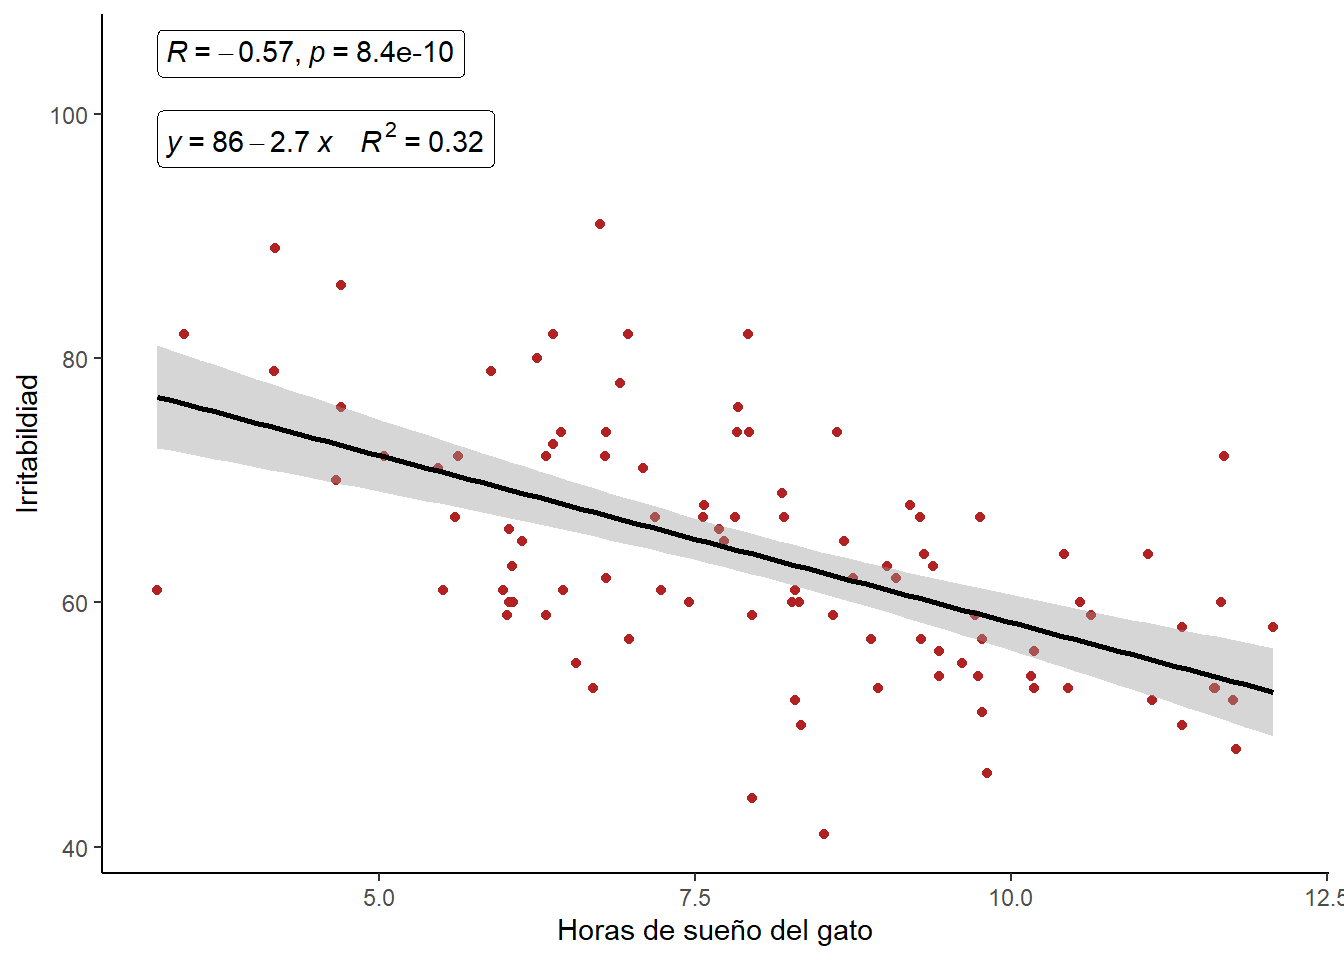 R = −0.57, p = 8.4e-10
y = 86 − 2.7 x R² = 0.32
100
80
60
40
Irritabildiad
5.0
7.5
10.0
12.5
Horas de sueño del gato